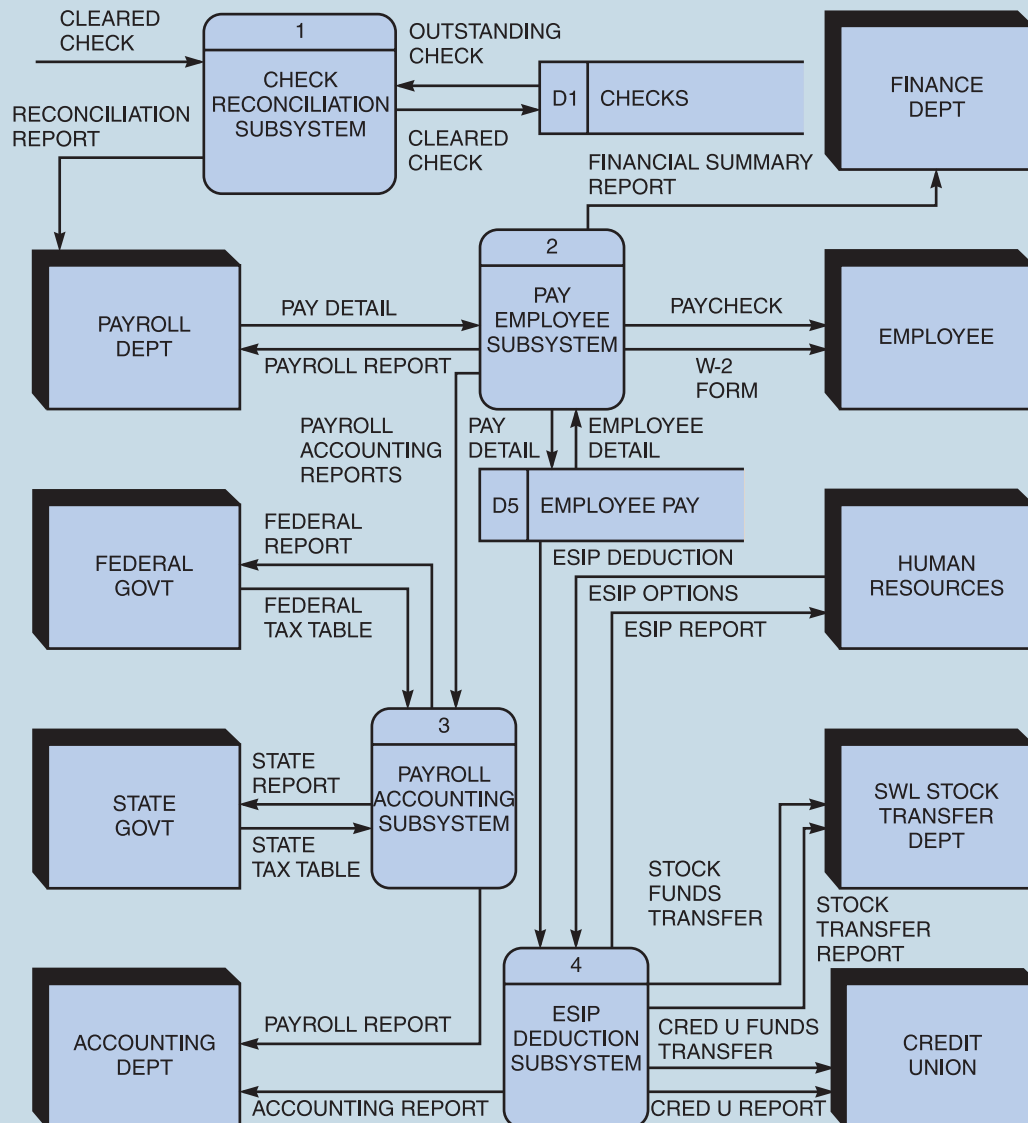 CLEARED
CHECK
1
CHECK
RECONCILIATION
SUBSYSTEM
OUTSTANDING
CHECK
D1
CHECKS
FINANCE
DEPT
RECONCILIATION
REPORT
CLEARED
CHECK
FINANCIAL SUMMARY
REPORT
PAYROLL
DEPT
PAY DETAIL
PAYROLL REPORT
2
PAY
EMPLOYEE
SUBSYSTEM
PAYCHECK
W-2
FORM
EMPLOYEE
PAYROLL
ACCOUNTING
REPORTS
PAY
DETAIL
EMPLOYEE
DETAIL
D5
EMPLOYEE PAY
FEDERAL
GOVT
FEDERAL
REPORT
FEDERAL
TAX TABLE
ESIP DEDUCTION
ESIP OPTIONS
ESIP REPORT
HUMAN
RESOURCES
STATE
GOVT
STATE
REPORT
STATE
TAX TABLE
3
PAYROLL
ACCOUNTING
SUBSYSTEM
STOCK
FUNDS
TRANSFER
SWL STOCK
TRANSFER
DEPT
STOCK
TRANSFER
REPORT
ACCOUNTING
DEPT
PAYROLL REPORT
ACCOUNTING REPORT
4
ESIP
DEDUCTION
SUBSYSTEM
CRED U FUNDS
TRANSFER
CRED U REPORT
CREDIT
UNION